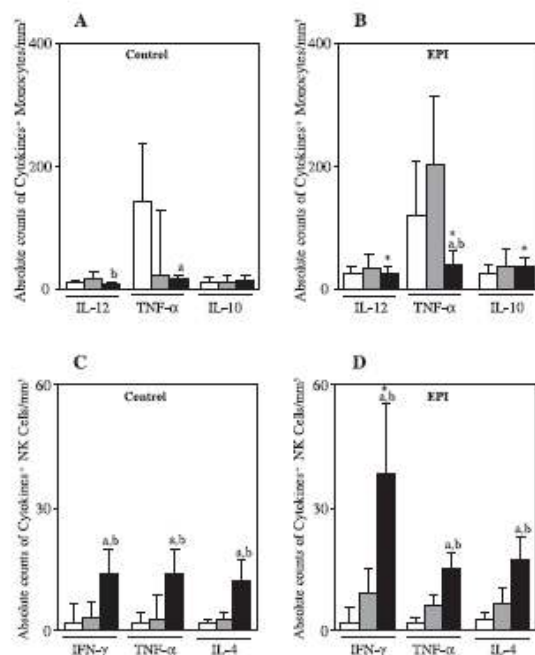 A
Absolute counts of Cytokines⁺ Monocytes/mm³
400
200
0
Control
b
a
IL-12
TNF-α
IL-10
B
Absolute counts of Cytokines⁺ Monocytes/mm³
400
200
0
EPI
*
*
a,b
*
IL-12
TNF-α
IL-10
C
Absolute counts of Cytokines⁺ NK Cells/mm³
60
30
0
Control
a,b
a,b
a,b
IFN-γ
TNF-α
IL-4
D
Absolute counts of Cytokines⁺ NK Cells/mm³
60
30
0
EPI
*
a,b
a,b
a,b
IFN-γ
TNF-α
IL-4